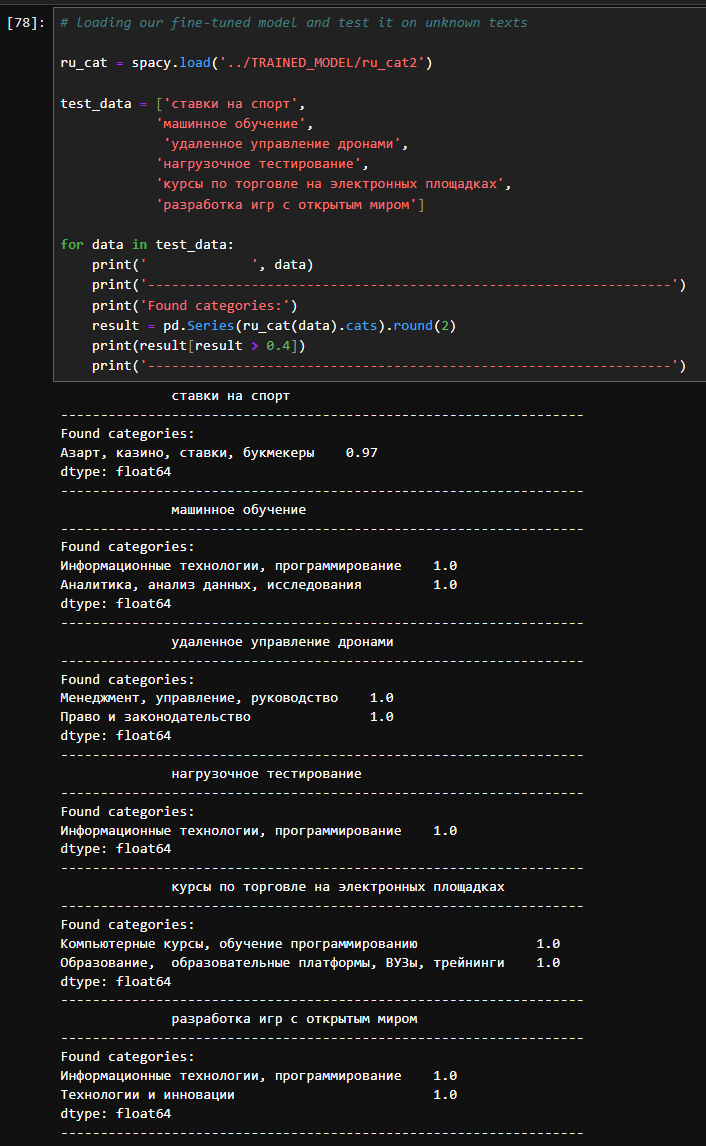 [78]: # loading our fine-tuned model and test it on unknown texts
ru_cat = spacy.load('../TRAINED_MODEL/ru_cat2')
test_data = ['ставки на спорт',
'машинное обучение',
'удаленное управление дронами',
'нагрузочное тестирование',
'курсы по торговле на электронных площадках',
'разработка игр с открытым миром']
for data in test_data:
print('              ', data)
print('------------------------------------------------------------------')
print('Found categories:')
result = pd.Series(ru_cat(data).cats).round(2)
print(result[result > 0.4])
print('------------------------------------------------------------------')
ставки на спорт
------------------------------------------------------------------
Found categories:
Азарт, казино, ставки, букмекеры    0.97
dtype: float64
------------------------------------------------------------------
машинное обучение
------------------------------------------------------------------
Found categories:
Информационные технологии, программирование    1.0
Аналитика, анализ данных, исследования         1.0
dtype: float64
------------------------------------------------------------------
удаленное управление дронами
------------------------------------------------------------------
Found categories:
Менеджмент, управление, руководство    1.0
Право и законодательство               1.0
dtype: float64
------------------------------------------------------------------
нагрузочное тестирование
------------------------------------------------------------------
Found categories:
Информационные технологии, программирование    1.0
dtype: float64
------------------------------------------------------------------
курсы по торговле на электронных площадках
------------------------------------------------------------------
Found categories:
Компьютерные курсы, обучение программированию               1.0
Образование,  образовательные платформы, ВУЗы, трейнинги    1.0
dtype: float64
------------------------------------------------------------------
разработка игр с открытым миром
------------------------------------------------------------------
Found categories:
Информационные технологии, программирование    1.0
Технологии и инновации                         1.0
dtype: float64
------------------------------------------------------------------